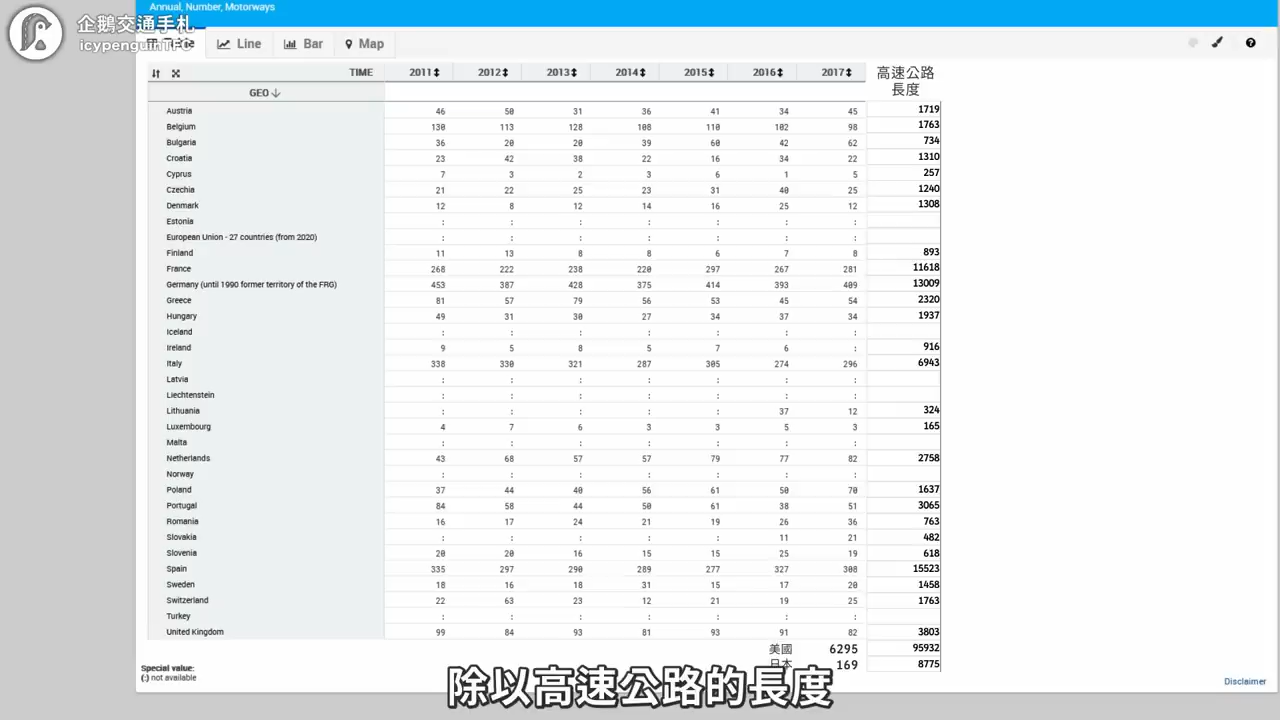 Annual, Number, Motorways
企鵝交通手札
icypenguinTFC
Line Bar Map
TIME 2011 2012 2013 2014 2015 2016 2017 高速公路
長度
GEO
Austria 46 50 31 36 41 34 45 1719
Belgium 130 113 128 108 110 102 98 1763
Bulgaria 36 20 20 39 60 42 62 734
Croatia 23 42 38 22 16 34 22 1310
Cyprus 7 3 2 3 6 1 5 257
Czechia 21 22 25 23 31 40 25 1240
Denmark 12 8 12 14 16 25 12 1308
Estonia : : : : : : :
European Union - 27 countries (from 2020) : : : : : : :
Finland 11 13 8 8 6 7 8 893
France 268 222 238 220 297 267 281 11618
Germany (until 1990 former territory of the FRG) 453 387 428 375 414 393 409 13009
Greece 81 57 79 56 53 45 54 2320
Hungary 49 31 30 27 34 37 34 1937
Iceland : : : : : : :
Ireland 9 5 8 5 7 6 : 916
Italy 338 330 321 287 305 274 296 6943
Latvia : : : : : : :
Liechtenstein : : : : : : :
Lithuania : : : : : 37 12 324
Luxembourg 4 7 6 3 3 5 3 165
Malta : : : : : : :
Netherlands 43 68 57 57 79 77 82 2758
Norway : : : : : : :
Poland 37 44 40 56 61 50 70 1637
Portugal 84 58 44 50 61 38 51 3065
Romania 16 17 24 21 19 26 36 763
Slovakia : : : : : 11 21 482
Slovenia 20 20 16 15 15 25 19 618
Spain 335 297 290 289 277 327 308 15523
Sweden 18 16 18 31 15 17 20 1458
Switzerland 22 63 23 12 21 19 25 1763
Turkey : : : : : : :
United Kingdom 99 84 93 81 93 91 82 3803
美國 6295 95932
日本 169 8775
Special value:
(:) not available
除以高速公路的長度
Disclaimer